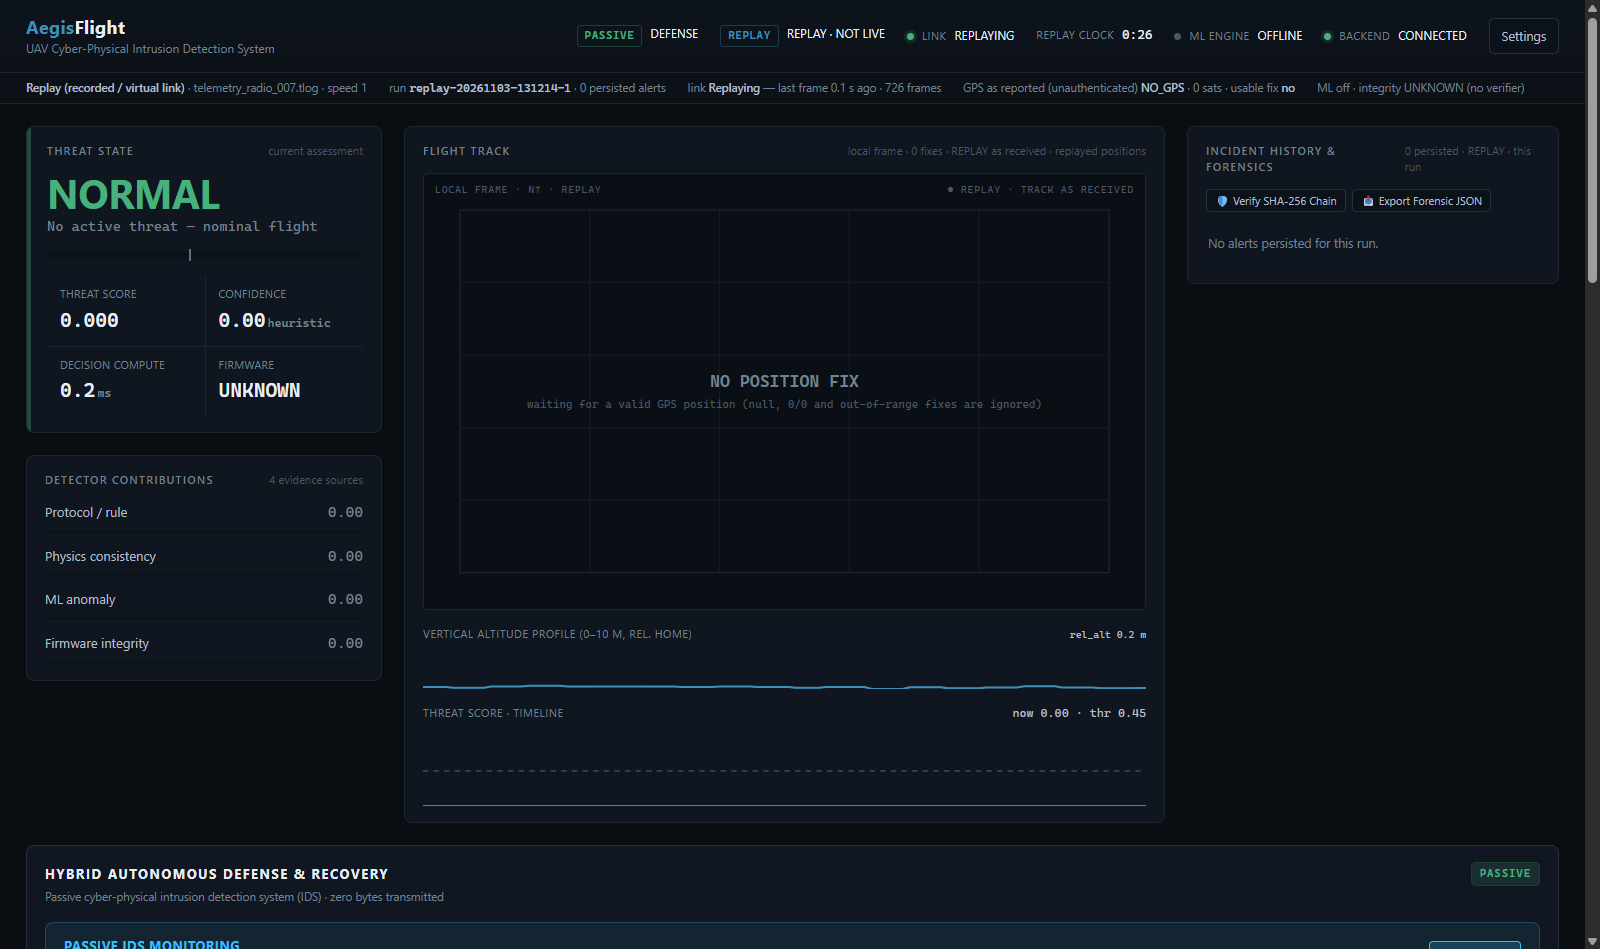 AegisFlight
UAV Cyber-Physical Intrusion Detection System
PASSIVE DEFENSE
REPLAY REPLAY · NOT LIVE
LINK REPLAYING
REPLAY CLOCK 0:26
ML ENGINE OFFLINE
BACKEND CONNECTED
Settings
Replay (recorded / virtual link) · telemetry_radio_007.tlog · speed 1
run replay-20261103-131214-1 · 0 persisted alerts
link Replaying — last frame 0.1 s ago · 726 frames
GPS as reported (unauthenticated) NO_GPS · 0 sats · usable fix no
ML off · integrity UNKNOWN (no verifier)
THREAT STATE
current assessment
NORMAL
No active threat — nominal flight
THREAT SCORE
0.000
CONFIDENCE
0.00 heuristic
DECISION COMPUTE
0.2 ms
FIRMWARE
UNKNOWN
DETECTOR CONTRIBUTIONS
4 evidence sources
Protocol / rule 0.00
Physics consistency 0.00
ML anomaly 0.00
Firmware integrity 0.00
FLIGHT TRACK
local frame · 0 fixes · REPLAY as received · replayed positions
LOCAL FRAME · N↑ · REPLAY
REPLAY · TRACK AS RECEIVED
NO POSITION FIX
waiting for a valid GPS position (null, 0/0 and out-of-range fixes are ignored)
VERTICAL ALTITUDE PROFILE (0–10 M, REL. HOME)
rel_alt 0.2 m
THREAT SCORE · TIMELINE
now 0.00 · thr 0.45
INCIDENT HISTORY &
FORENSICS
0 persisted · REPLAY · this
run
Verify SHA-256 Chain
Export Forensic JSON
No alerts persisted for this run.
HYBRID AUTONOMOUS DEFENSE & RECOVERY
Passive cyber-physical intrusion detection system (IDS) · zero bytes transmitted
PASSIVE
PASSIVE IDS MONITORING